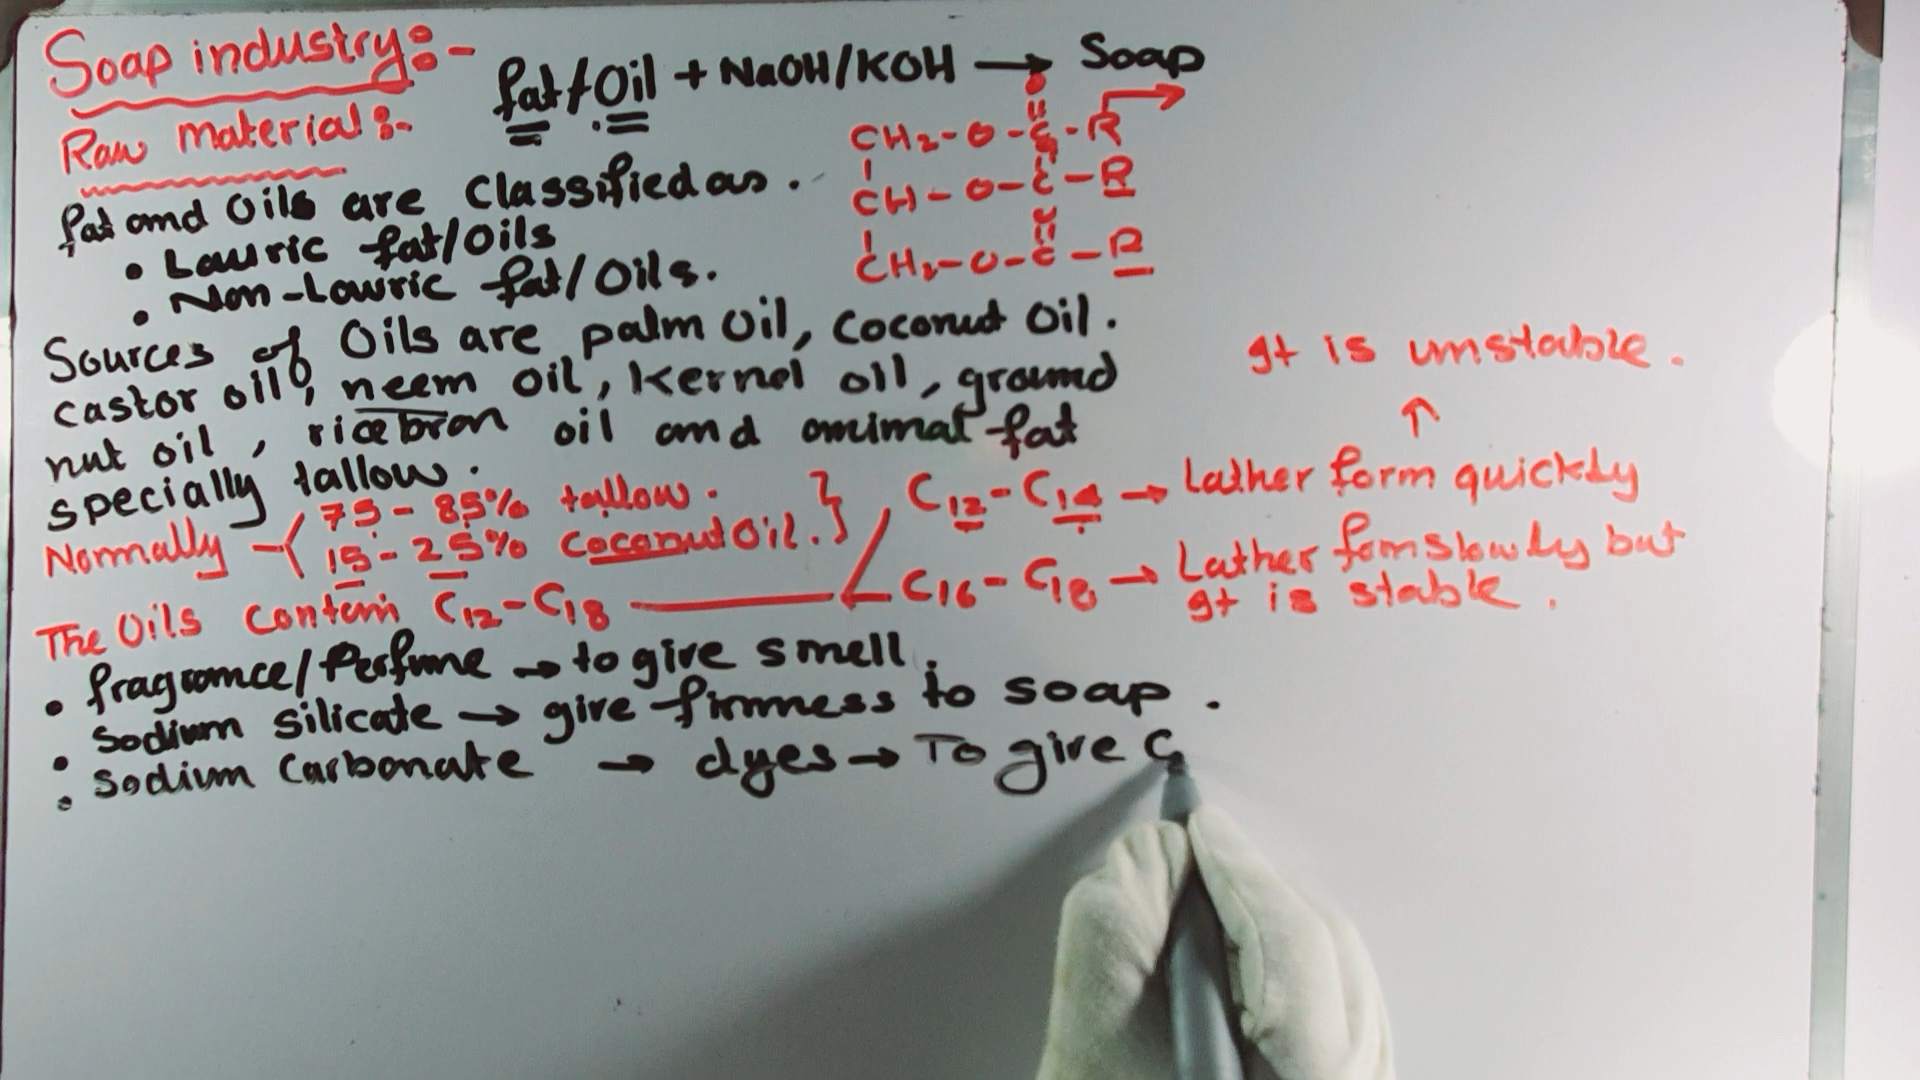 Soap industry:-
fat/Oil + NaOH/KOH → Soap
Raw material:-
CH2-O-C-R
CH-O-C-R
CH2-O-C-R
fat and Oils are Classified as.
• Lauric fat/Oils
• Non-Lowric fat/Oils.
Sources of Oils are palm Oil, Coconut Oil.
castor oil, neem oil, Kernel oil, ground
nut oil, rice bran oil and animal fat
specially tallow.
It is unstable.
↑
Normally { 75-85% tallow.
15-25% Coconut Oil. }
C12-C14 → Lather form quickly
The Oils contain C12-C18
C16-C18 → Lather form slowly but
It is stable.
• fragrance/Perfume → to give smell.
• Sodium Silicate → give firmness to soap.
• Sodium Carbonate → dyes → To give C